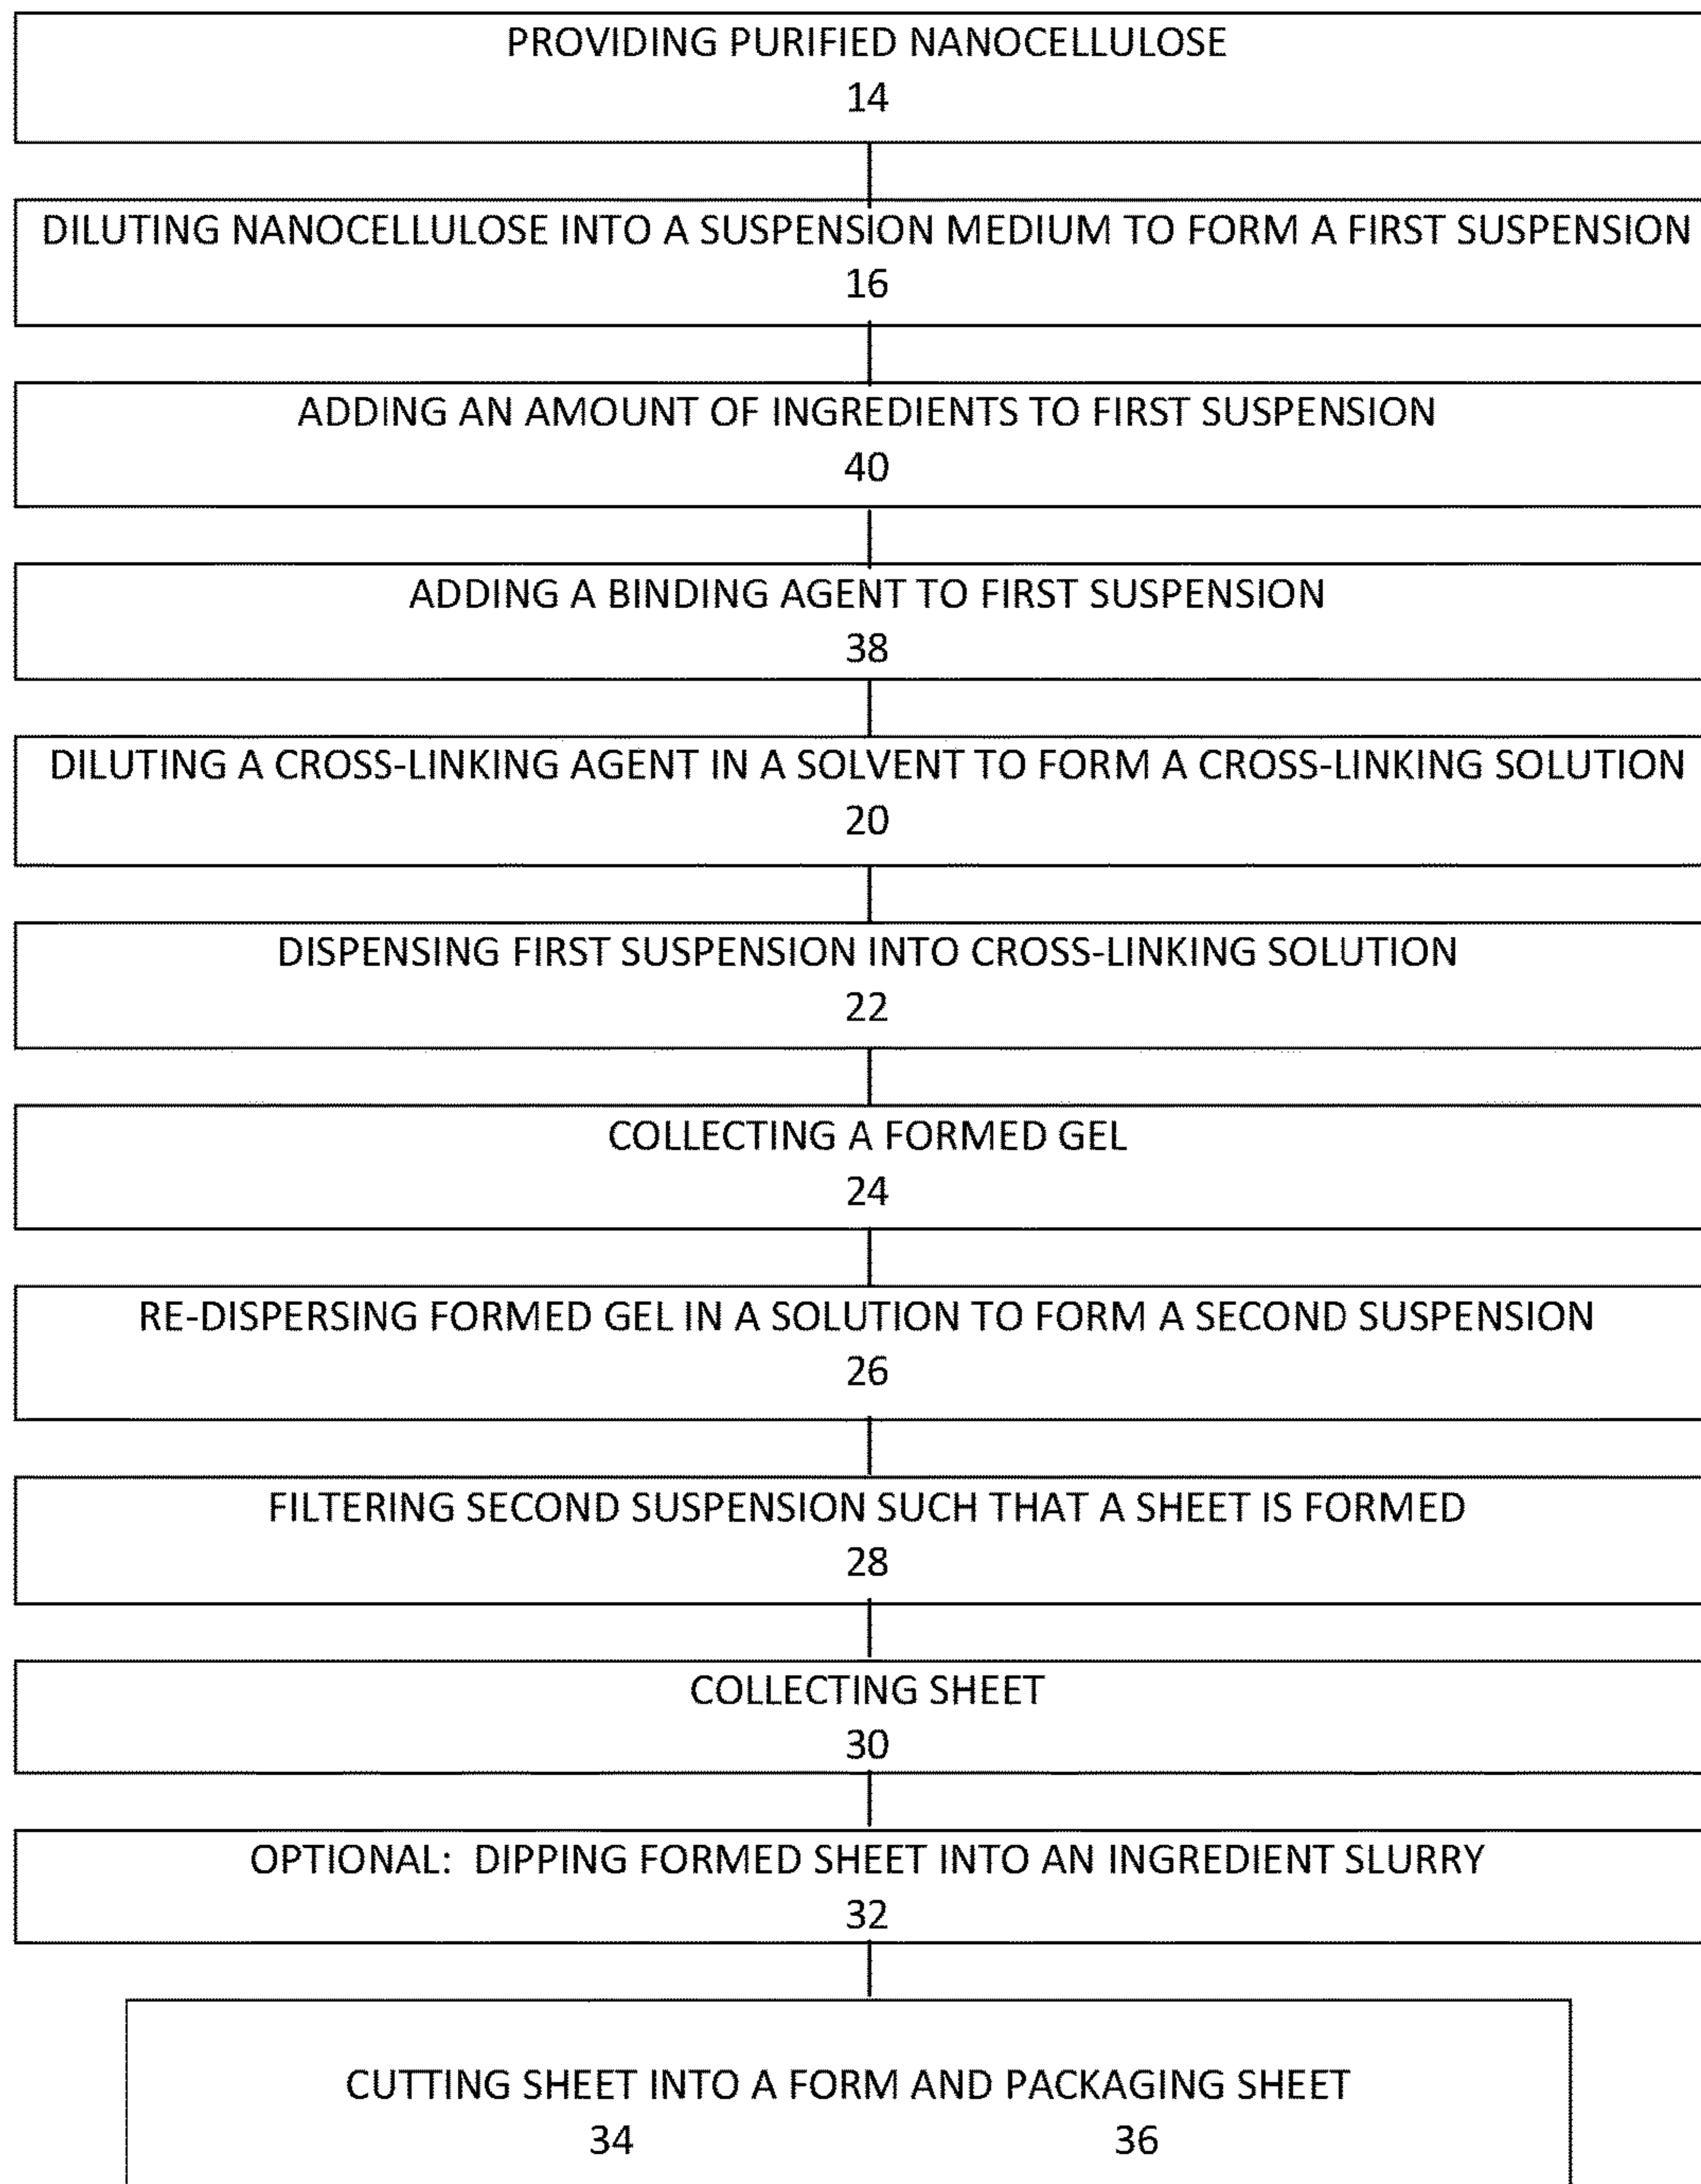 PROVIDING PURIFIED NANOCELLULOSE
14
DILUTING NANOCELLULOSE INTO A SUSPENSION MEDIUM TO FORM A FIRST SUSPENSION
16
ADDING AN AMOUNT OF INGREDIENTS TO FIRST SUSPENSION
40
ADDING A BINDING AGENT TO FIRST SUSPENSION
38
DILUTING A CROSS-LINKING AGENT IN A SOLVENT TO FORM A CROSS-LINKING SOLUTION
20
DISPENSING FIRST SUSPENSION INTO CROSS-LINKING SOLUTION
22
COLLECTING A FORMED GEL
24
RE-DISPERSING FORMED GEL IN A SOLUTION TO FORM A SECOND SUSPENSION
26
FILTERING SECOND SUSPENSION SUCH THAT A SHEET IS FORMED
28
COLLECTING SHEET
30
OPTIONAL: DIPPING FORMED SHEET INTO AN INGREDIENT SLURRY
32
CUTTING SHEET INTO A FORM AND PACKAGING SHEET
34 36